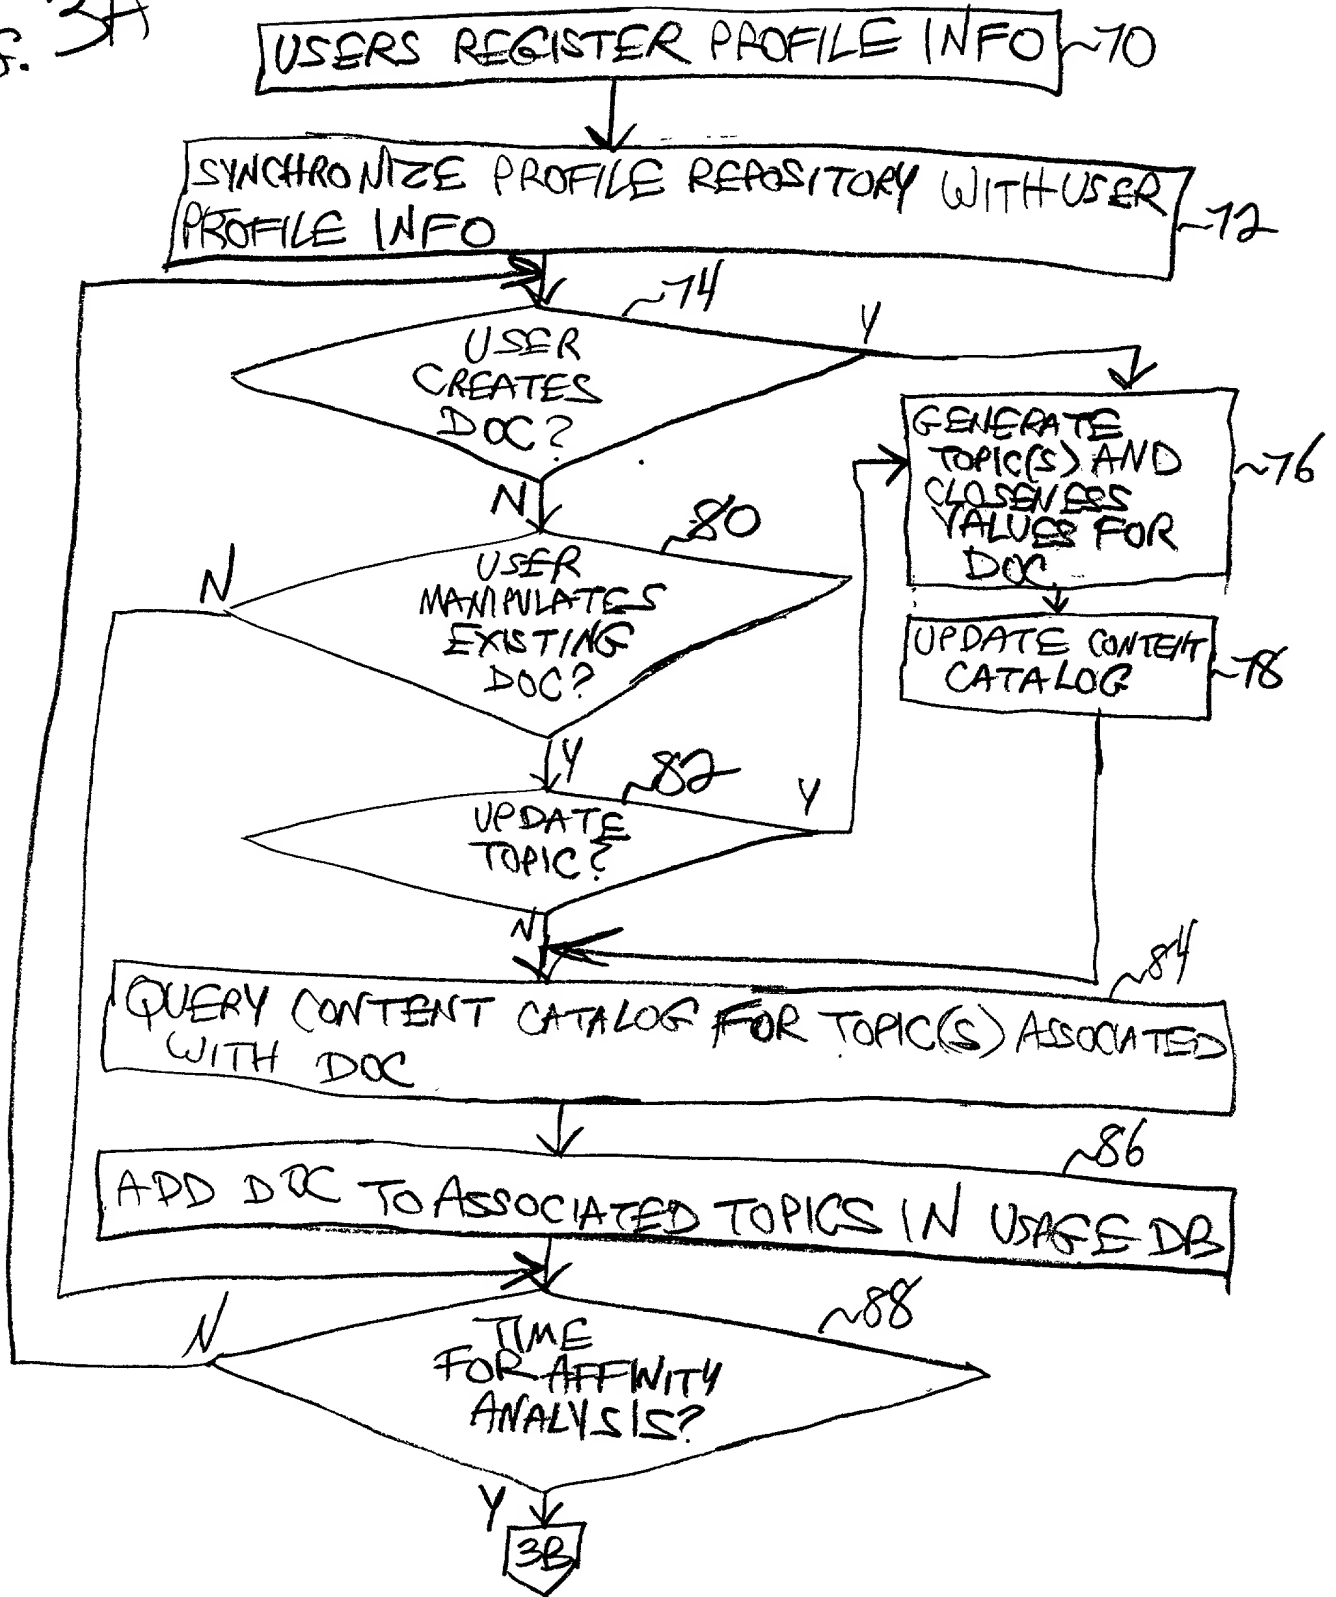 G. 3A
USERS REGISTER PROFILE INFO 70
SYNCHRONIZE PROFILE REPOSITORY WITH USER
PROFILE INFO
72
74
Y
USER
CREATES
DOC?
GENERATE
TOPIC(S) AND
CLOSENESS
VALUES FOR
DOC
76
N
80
N
USER
MANIPULATES
EXISTING
DOC?
UPDATE CONTENT
CATALOG
78
Y
82
Y
UPDATE
TOPIC?
N
84
QUERY CONTENT CATALOG FOR TOPIC(S) ASSOCIATED
WITH DOC
86
ADD DOC TO ASSOCIATED TOPICS IN USAGE DB
88
N
TIME
FOR AFFINITY
ANALYSIS?
Y
3B